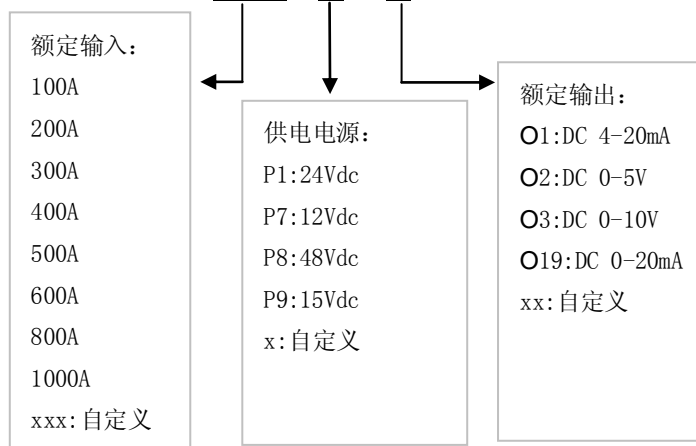 额定输入:
100A
200A
300A
400A
500A
600A
800A
1000A
xxx:自定义
供电电源:
P1:24Vdc
P7:12Vdc
P8:48Vdc
P9:15Vdc
x:自定义
额定输出:
O1:DC 4-20mA
O2:DC 0-5V
O3:DC 0-10V
O19:DC 0-20mA
xx:自定义